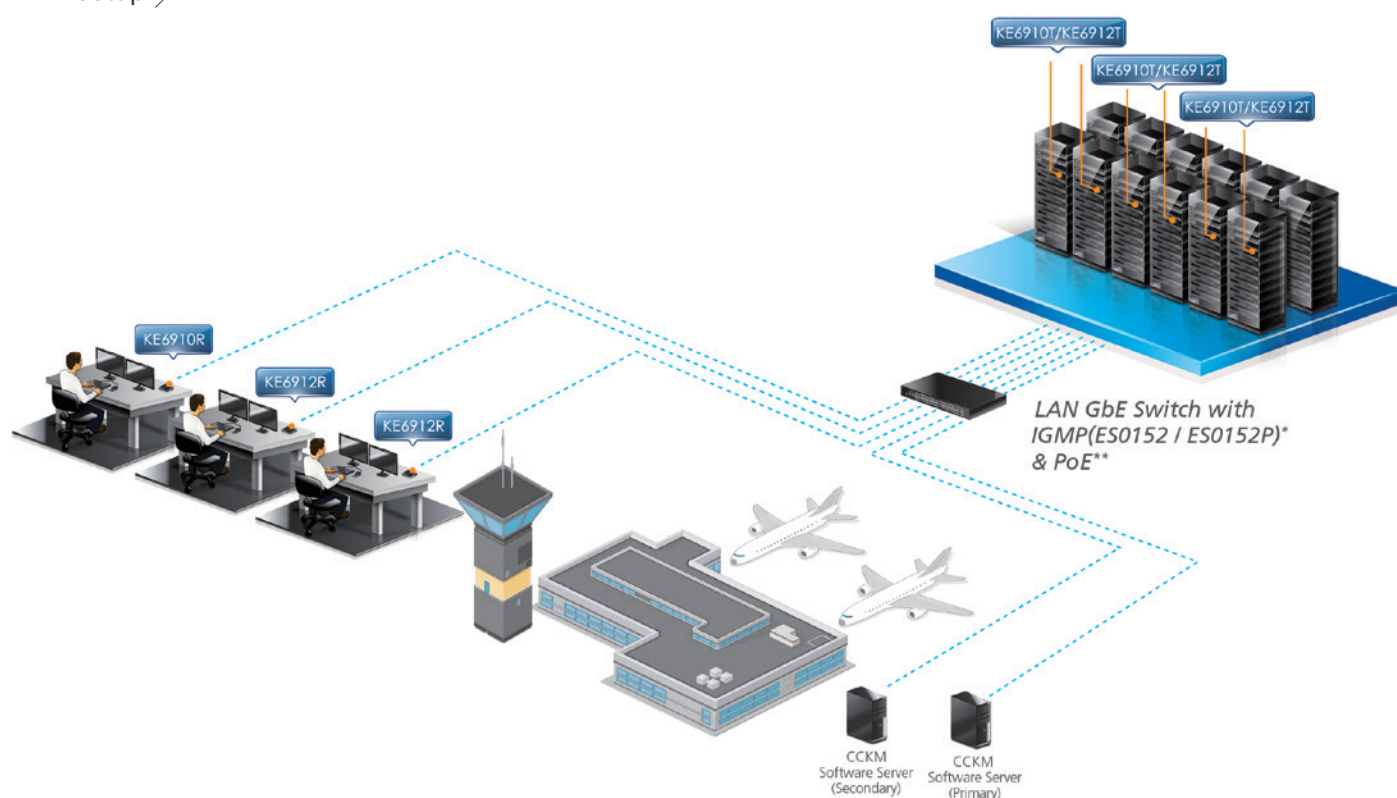 KE6910T/KE6912T
KE6910T/KE6912T
KE6910T/KE6912T
KE6910R
KE6912R
KE6912R
LAN GbE Switch with
IGMP(ES0152 / ES0152P)*
& PoE**
CCKM
Software Server
(Secondary)
CCKM
Software Server
(Primary)